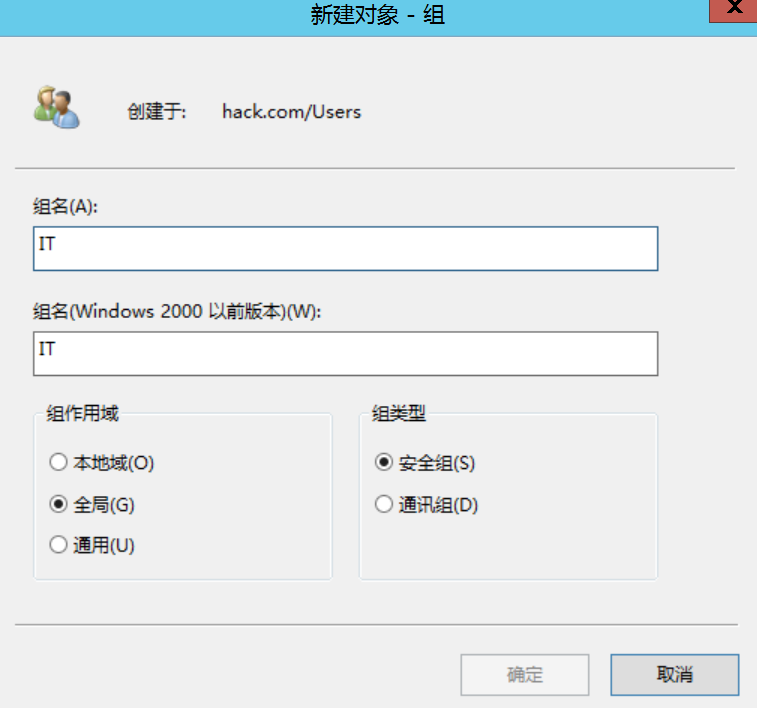 新建对象 - 组
创建于: hack.com/Users
组名(A):
IT
组名(Windows 2000 以前版本)(W):
IT
组作用域 组类型
本地域(O) 安全组(S)
全局(G) 通讯组(D)
通用(U)
确定 取消